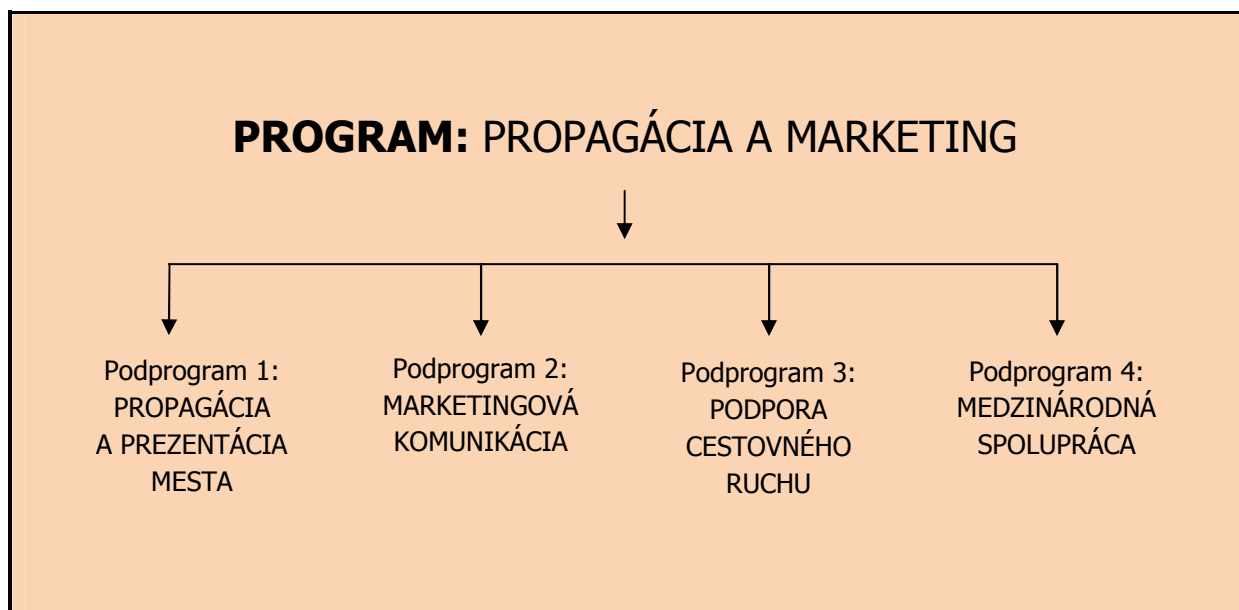 PROGRAM: PROPAGÁCIA A MARKETING
Podprogram 1:
PROPAGÁCIA
A PREZENTÁCIA
MESTA
Podprogram 2:
MARKETINGOVÁ
KOMUNIKÁCIA
Podprogram 3:
PODPORA
CESTOVNÉHO
RUCHU
Podprogram 4:
MEDZINÁRODNÁ
SPOLUPRÁCA